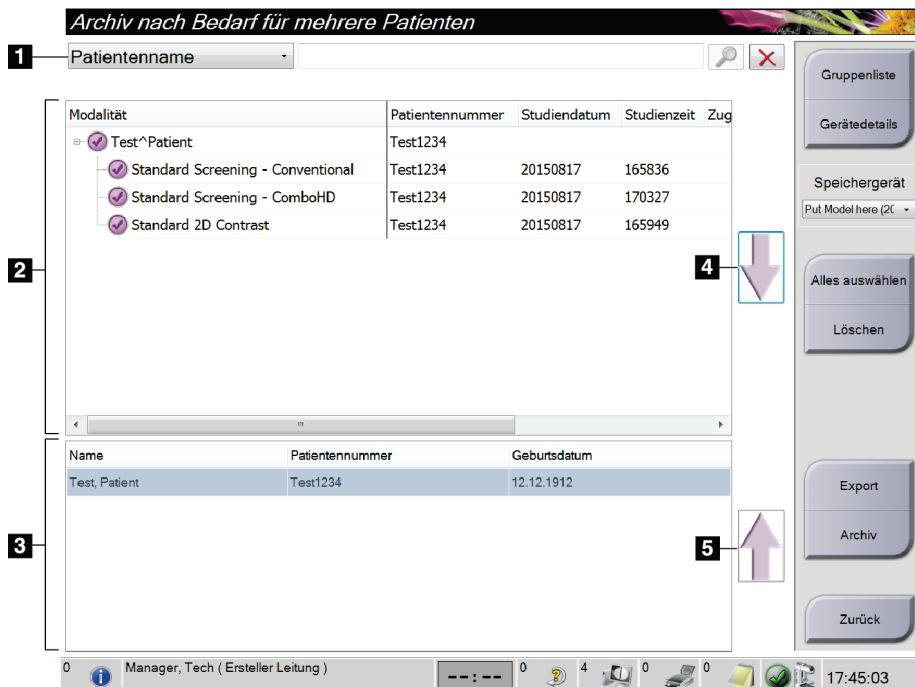 Archiv nach Bedarf für mehrere Patienten
1
Patientenname
Gruppenliste
Gerätedetails
Speichergerät
Put Model here (20
Alles auswählen
Löschen
Export
Archiv
Zurück
2
Modalität Patientennummer Studiendatum Studienzeit Zug
Test^Patient Test1234
Standard Screening - Conventional Test1234 20150817 165836
Standard Screening - ComboHD Test1234 20150817 170327
Standard 2D Contrast Test1234 20150817 165949
4
3
Name Patientennummer Geburtsdatum
Test, Patient Test1234 12.12.1912
5
0 Manager, Tech ( Ersteller Leitung ) --:-- 0 4 0 0 17:45:03